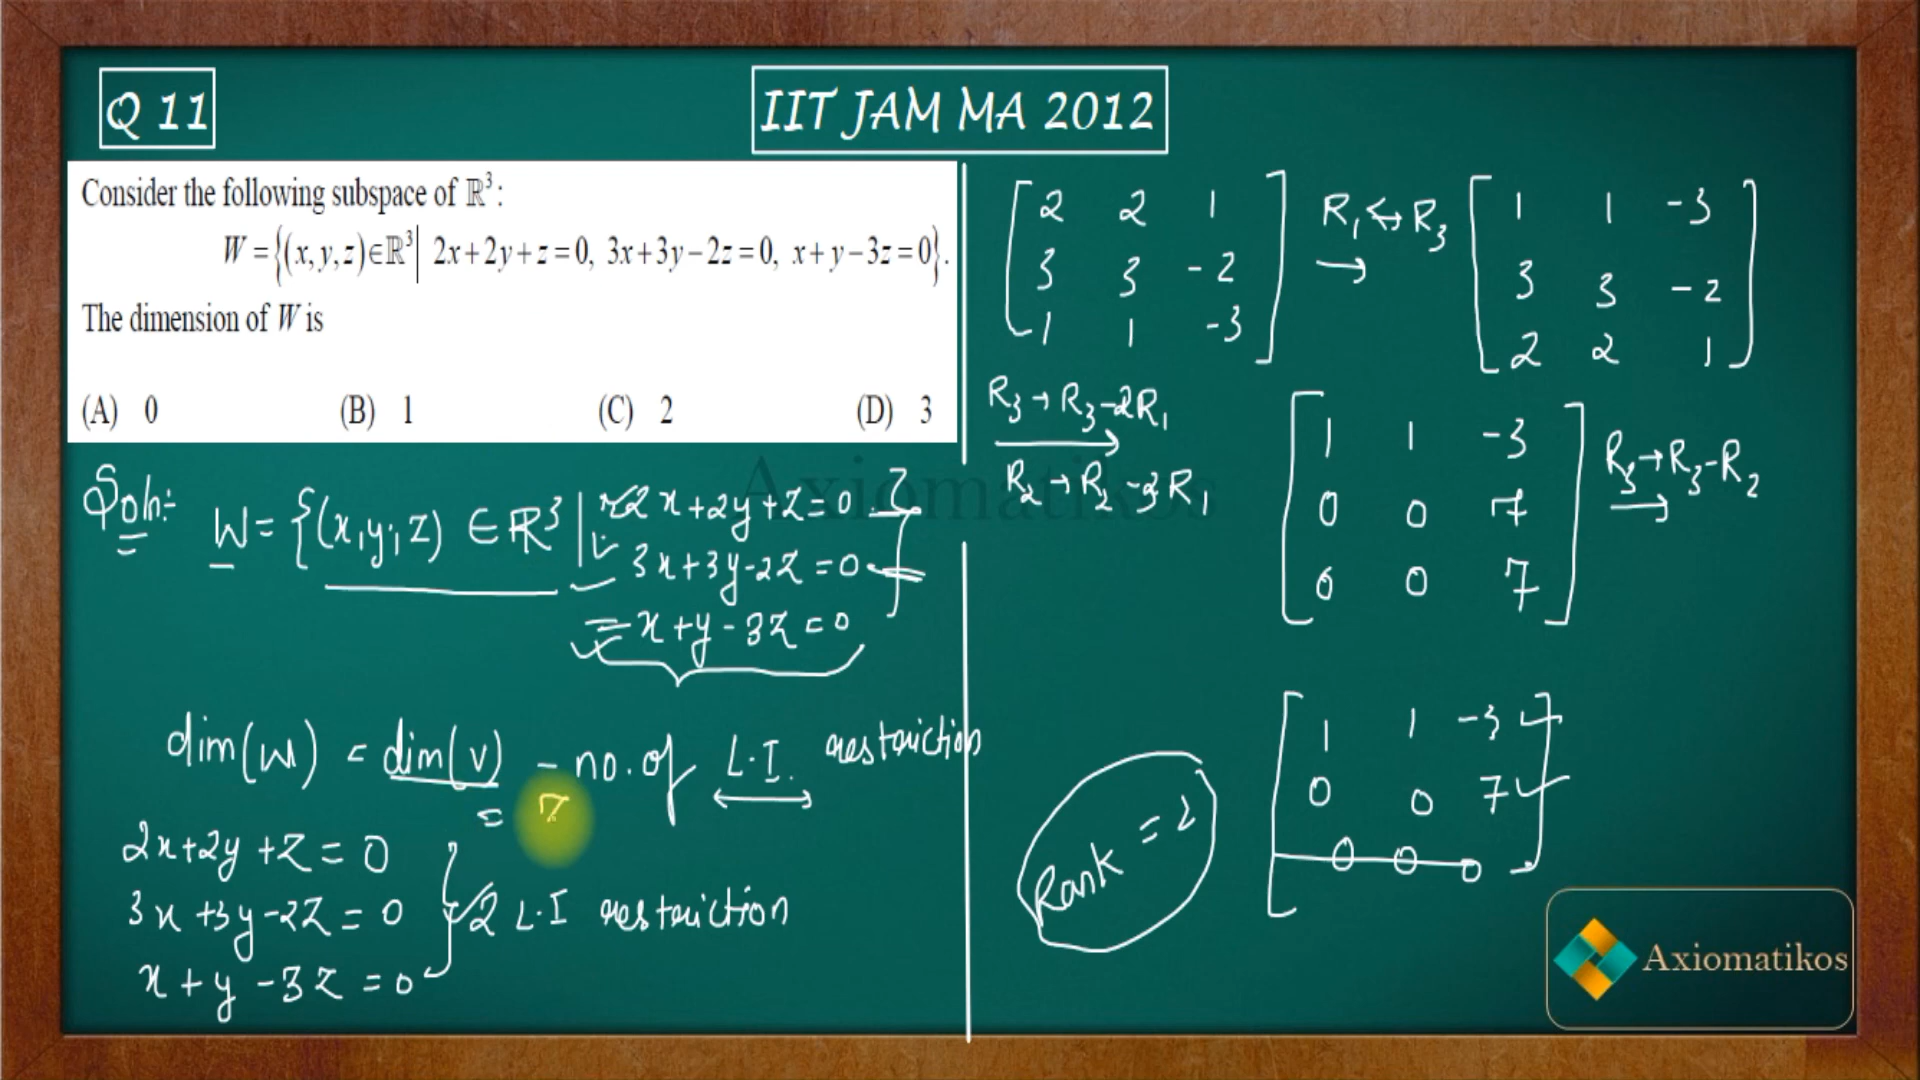 Q 11
IIT JAM MA 2012
Consider the following subspace of ℝ³:
W = {(x, y, z) ∈ ℝ³ | 2x + 2y + z = 0, 3x + 3y − 2z = 0, x + y − 3z = 0}.
The dimension of W is
(A) 0 (B) 1 (C) 2 (D) 3
Soln:-
W = {(x, y, z) ∈ ℝ³ | 2x + 2y + z = 0
3x + 3y - 2z = 0
x + y - 3z = 0
dim(W) = dim(V) - no. of L.I. restriction
=
2x + 2y + z = 0
3x + 3y - 2z = 0
x + y - 3z = 0
2 L.I restriction
2 2 1
3 3 -2
1 1 -3
R₁ ↔ R₃
→
1 1 -3
3 3 -2
2 2 1
R₃ → R₃ - 2R₁
R₂ → R₂ - 3R₁
1 1 -3
0 0 7
0 0 7
R₃ → R₃ - R₂
→
1 1 -3
0 0 7
0 0 0
Rank = 2
Axiomatikos
Axiomatikos